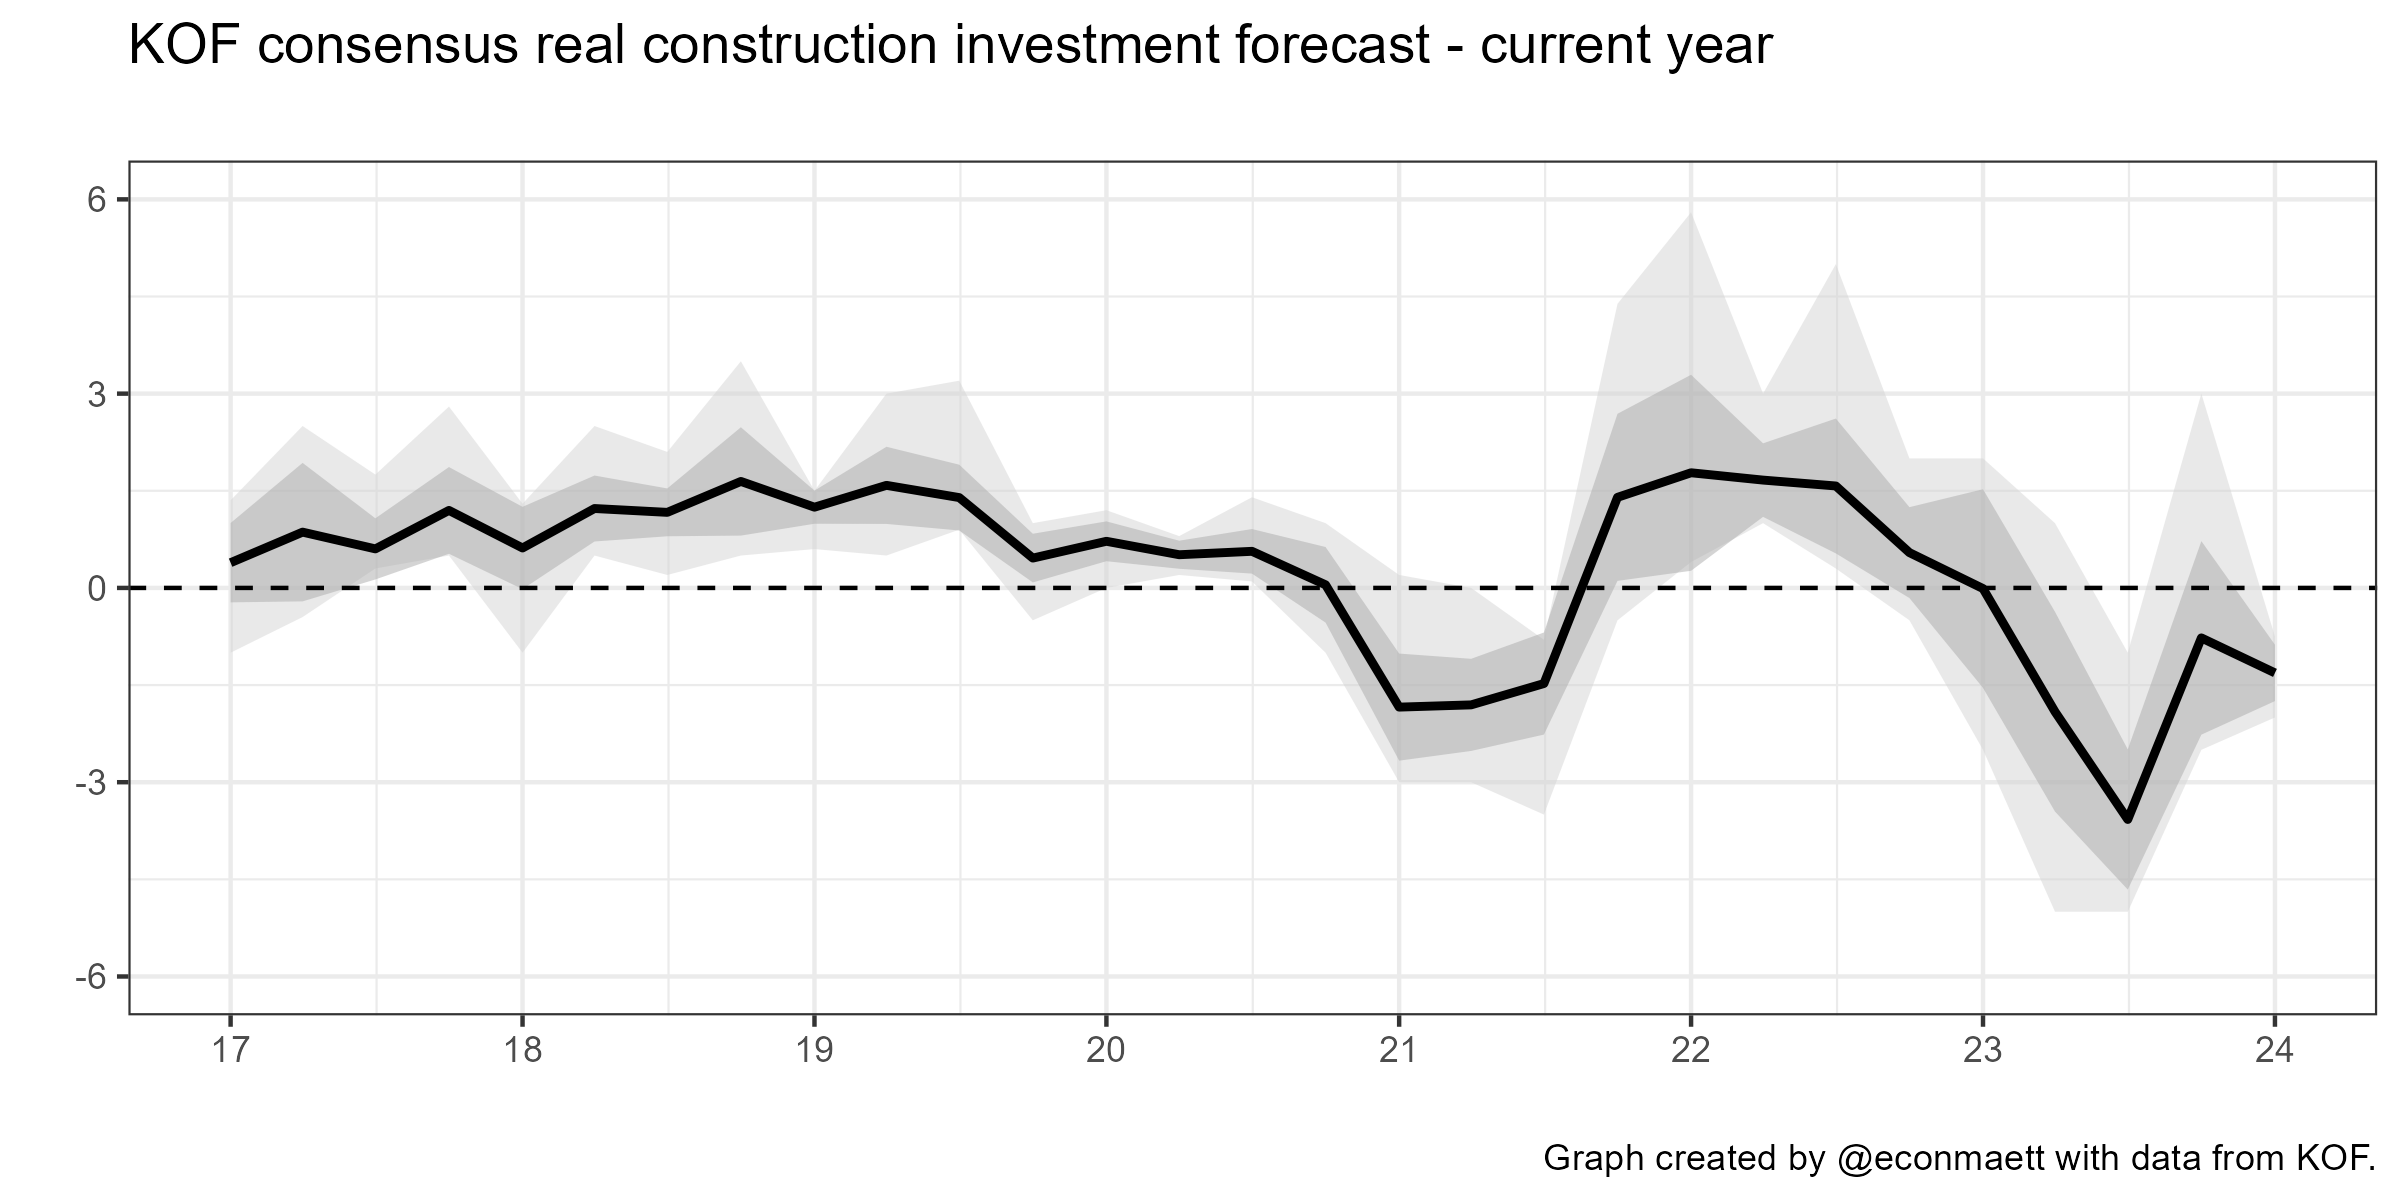 KOF consensus real construction investment forecast - current year
6
3
0
-3
-6
17 18 19 20 21 22 23 24
Graph created by @econmaett with data from KOF.